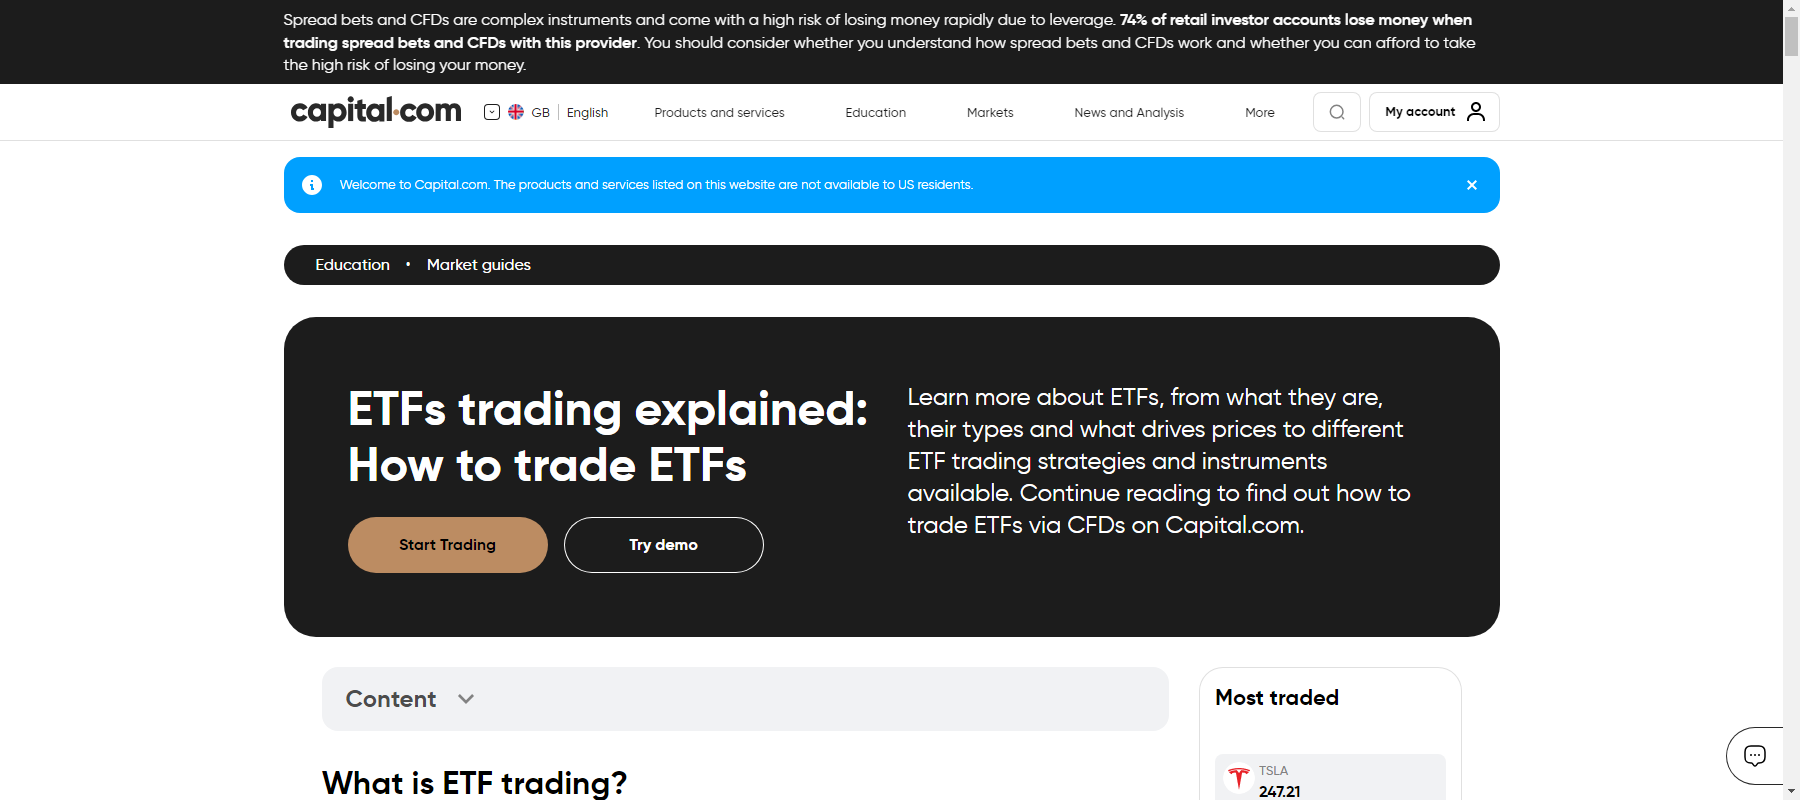 Spread bets and CFDs are complex instruments and come with a high risk of losing money rapidly due to leverage. 74% of retail investor accounts lose money when
trading spread bets and CFDs with this provider. You should consider whether you understand how spread bets and CFDs work and whether you can afford to take
the high risk of losing your money.
capital.com GB English Products and services Education Markets News and Analysis More My account
Welcome to Capital.com. The products and services listed on this website are not available to US residents.
Education • Market guides
ETFs trading explained:
How to trade ETFs
Start Trading Try demo
Learn more about ETFs, from what they are,
their types and what drives prices to different
ETF trading strategies and instruments
available. Continue reading to find out how to
trade ETFs via CFDs on Capital.com.
Content
What is ETF trading?
Most traded
TSLA
247.21